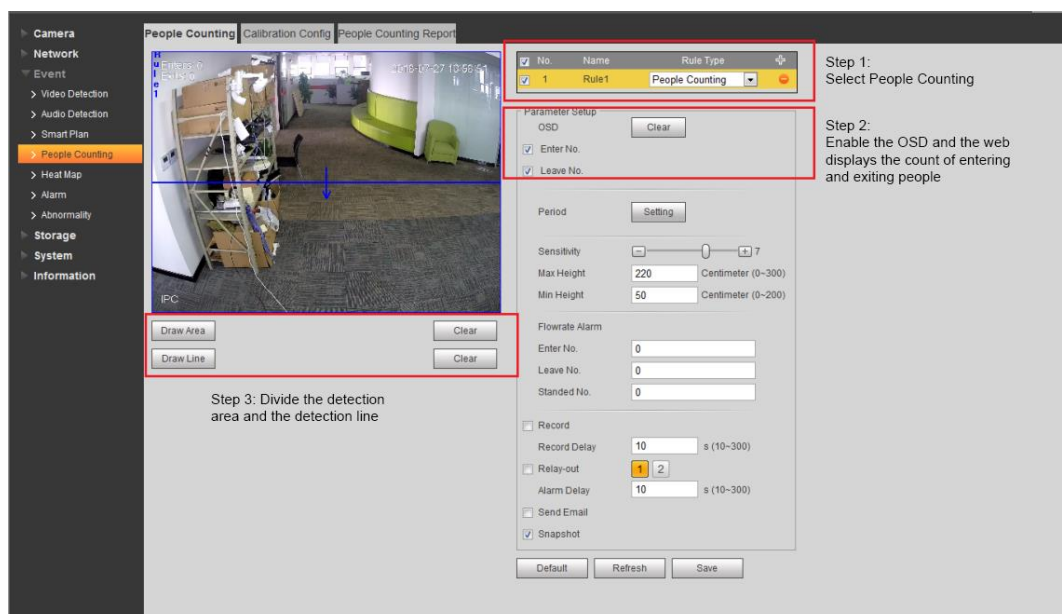 Camera
Network
Event
Video Detection
Audio Detection
Smart Plan
People Counting
Heat Map
Alarm
Abnormality
Storage
System
Information
People Counting
Calibration Config
People Counting Report
Rule1
Enters: 0
Exits: 0
IPC
Draw Area
Clear
Draw Line
Clear
Step 3: Divide the detection
area and the detection line
No. Name Rule Type
1 Rule1 People Counting
Parameter Setup
OSD Clear
Enter No.
Leave No.
Period Setting
Sensitivity 7
Max Height 220 Centimeter (0~300)
Min Height 50 Centimeter (0~200)
Flowrate Alarm
Enter No. 0
Leave No. 0
Standed No. 0
Record
Record Delay 10 s (10~300)
Relay-out 1 2
Alarm Delay 10 s (10~300)
Send Email
Snapshot
Default Refresh Save
Step 1:
Select People Counting
Step 2:
Enable the OSD and the web
displays the count of entering
and exiting people